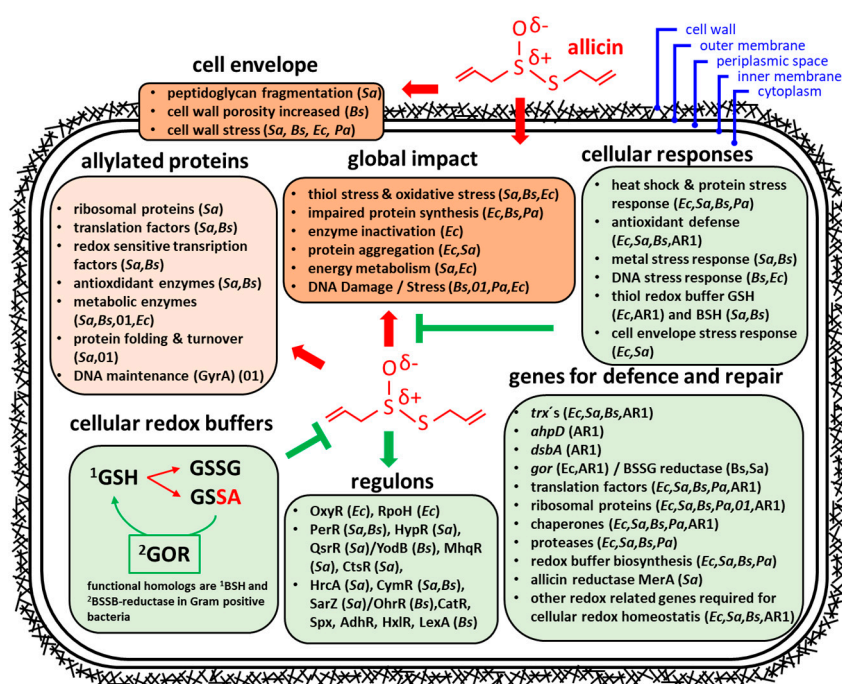 O δ-
δ+
S S
allicin
cell wall
outer membrane
periplasmic space
inner membrane
cytoplasm
cell envelope
• peptidoglycan fragmentation (Sa)
• cell wall porosity increased (Bs)
• cell wall stress (Sa, Bs, Ec, Pa)
allylated proteins
• ribosomal proteins (Sa)
• translation factors (Sa,Bs)
• redox sensitive transription
factors (Sa,Bs)
• antioxdidant enzymes (Sa,Bs)
• metabolic enzymes
(Sa,Bs,01,Ec)
• protein folding & turnover
(Sa,01)
• DNA maintenance (GyrA) (01)
global impact
• thiol stress & oxidative stress (Sa,Bs,Ec)
• impaired protein synthesis (Ec,Bs,Pa)
• enzyme inactivation (Ec)
• protein aggregation (Ec,Sa)
• energy metabolism (Sa,Ec)
• DNA Damage / Stress (Bs,01,Pa,Ec)
cellular responses
• heat shock & protein stress
response (Ec,Sa,Bs,Pa)
• antioxidant defense
(Ec,Sa,Bs,AR1)
• metal stress response (Sa,Bs)
• DNA stress response (Bs,Ec)
• thiol redox buffer GSH
(Ec,AR1) and BSH (Sa,Bs)
• cell envelope stress response
(Ec,Sa)
O δ-
δ+
S S
cellular redox buffers
¹GSH GSSG
GSSA
²GOR
functional homologs are ¹BSH and
²BSSB-reductase in Gram positive
bacteria
regulons
• OxyR (Ec), RpoH (Ec)
• PerR (Sa,Bs), HypR (Sa),
QsrR (Sa)/YodB (Bs), MhqR
(Sa), CtsR (Sa),
• HrcA (Sa), CymR (Sa,Bs),
SarZ (Sa)/OhrR (Bs),CatR,
Spx, AdhR, HxlR, LexA (Bs)
genes for defence and repair
• trx´s (Ec,Sa,Bs,AR1)
• ahpD (AR1)
• dsbA (AR1)
• gor (Ec,AR1) / BSSG reductase (Bs,Sa)
• translation factors (Ec,Sa,Bs,Pa,AR1)
• ribosomal proteins (Ec,Sa,Bs,Pa,01,AR1)
• chaperones (Ec,Sa,Bs,Pa,AR1)
• proteases (Ec,Sa,Bs,Pa)
• redox buffer biosynthesis (Ec,Sa,Bs,Pa)
• allicin reductase MerA (Sa)
• other redox related genes required for
cellular redox homeostatis (Ec,Sa,Bs,AR1)